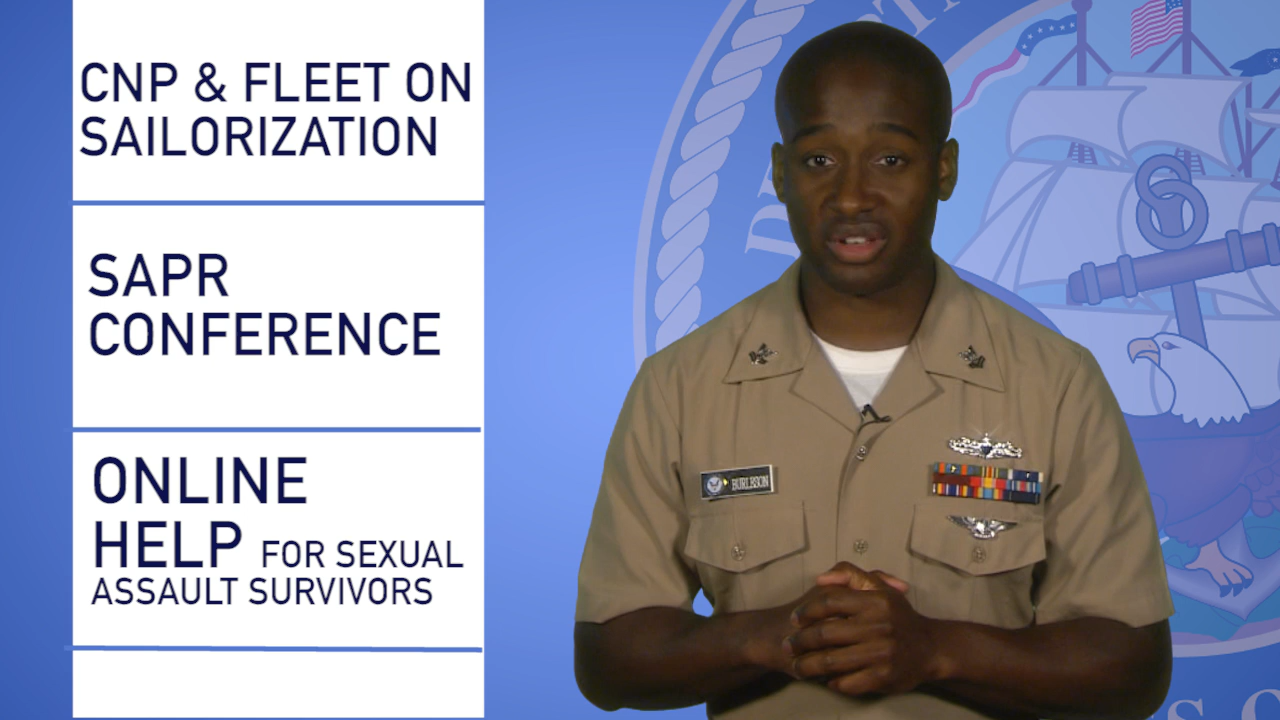 CNP & FLEET ON
SAILORIZATION
SAPR
CONFERENCE
ONLINE
HELP FOR SEXUAL
ASSAULT SURVIVORS
BURLESON